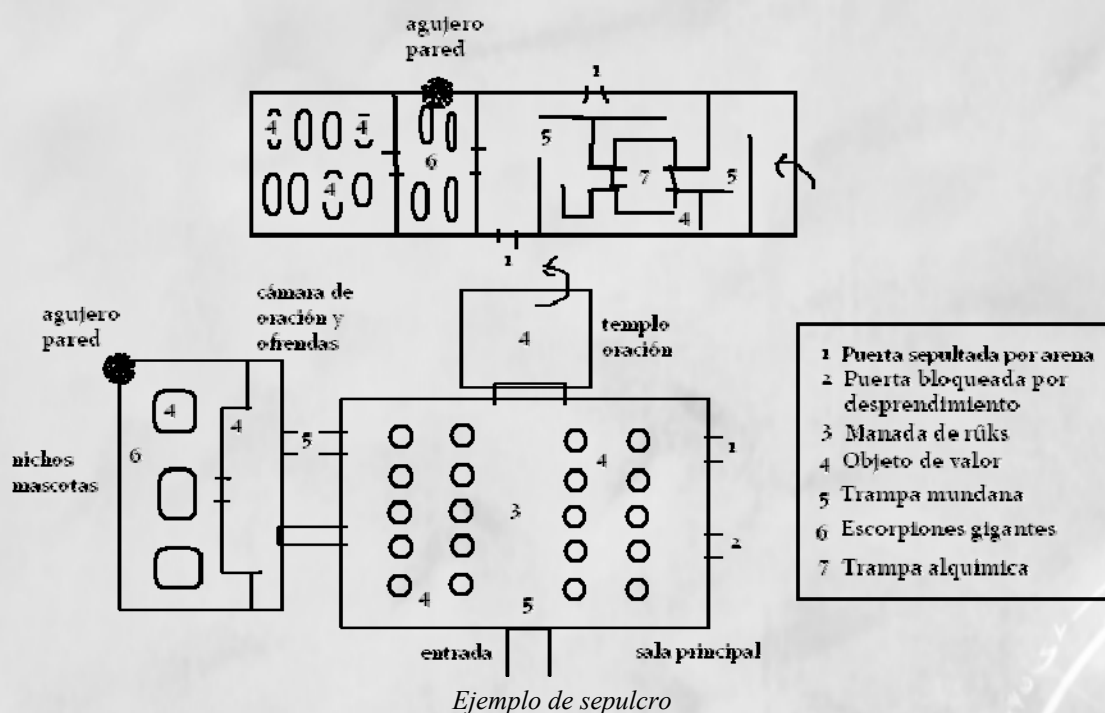 agujero
pared
1
4
4
5
6
7
5
4
4
1
cámara de
oración y
ofrendas
agujero
pared
4
templo
oración
4
4
6
5
nichos
mascotas
4
1
3
2
4
5
entrada
sala principal
1 Puerta sepultada por arena
2 Puerta bloqueada por
desprendimiento
3 Manada de rûks
4 Objeto de valor
5 Trampa mundana
6 Escorpiones gigantes
7 Trampa alquímica
Ejemplo de sepulcro